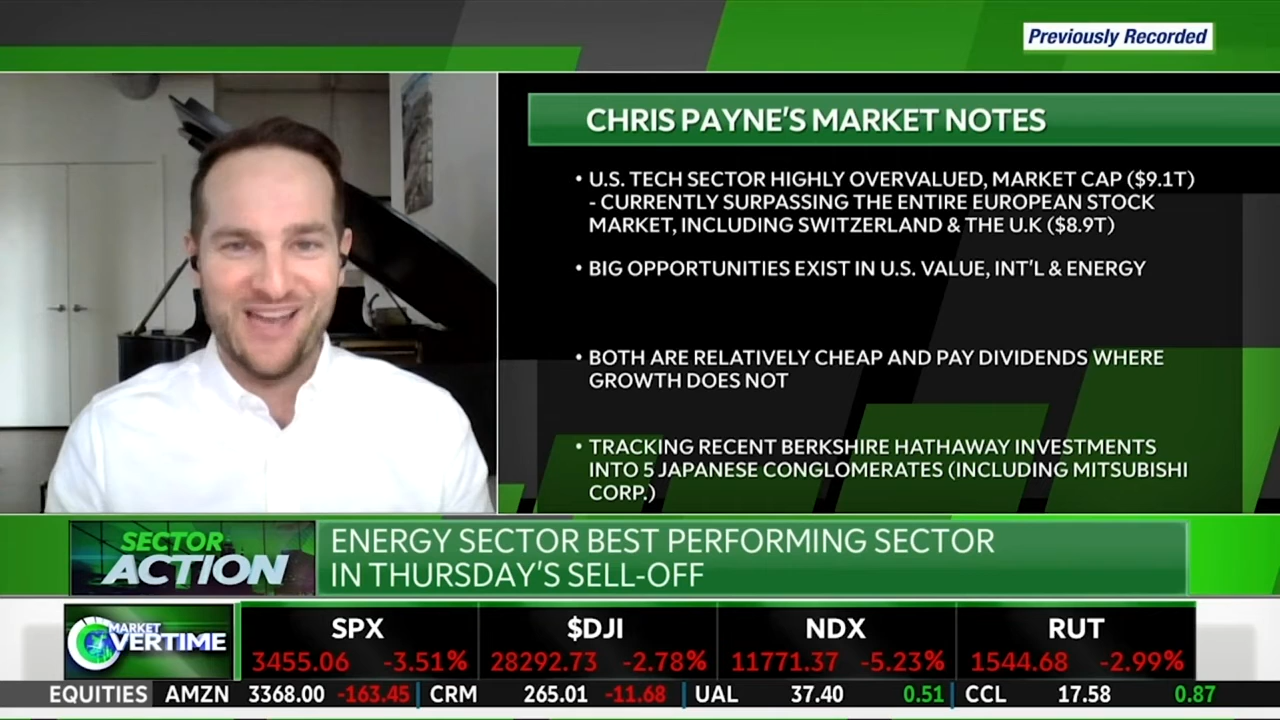 Previously Recorded
CHRIS PAYNE'S MARKET NOTES
• U.S. TECH SECTOR HIGHLY OVERVALUED, MARKET CAP ($9.1T)
- CURRENTLY SURPASSING THE ENTIRE EUROPEAN STOCK
MARKET, INCLUDING SWITZERLAND & THE U.K ($8.9T)
• BIG OPPORTUNITIES EXIST IN U.S. VALUE, INT'L & ENERGY
• BOTH ARE RELATIVELY CHEAP AND PAY DIVIDENDS WHERE
GROWTH DOES NOT
• TRACKING RECENT BERKSHIRE HATHAWAY INVESTMENTS
INTO 5 JAPANESE CONGLOMERATES (INCLUDING MITSUBISHI
CORP.)
SECTOR
ACTION
ENERGY SECTOR BEST PERFORMING SECTOR
IN THURSDAY'S SELL-OFF
MARKET
OVERTIME
SPX $DJI NDX RUT
3455.06 -3.51% 28292.73 -2.78% 11771.37 -5.23% 1544.68 -2.99%
EQUITIES AMZN 3368.00 -163.45 CRM 265.01 -11.68 UAL 37.40 0.51 CCL 17.58 0.87